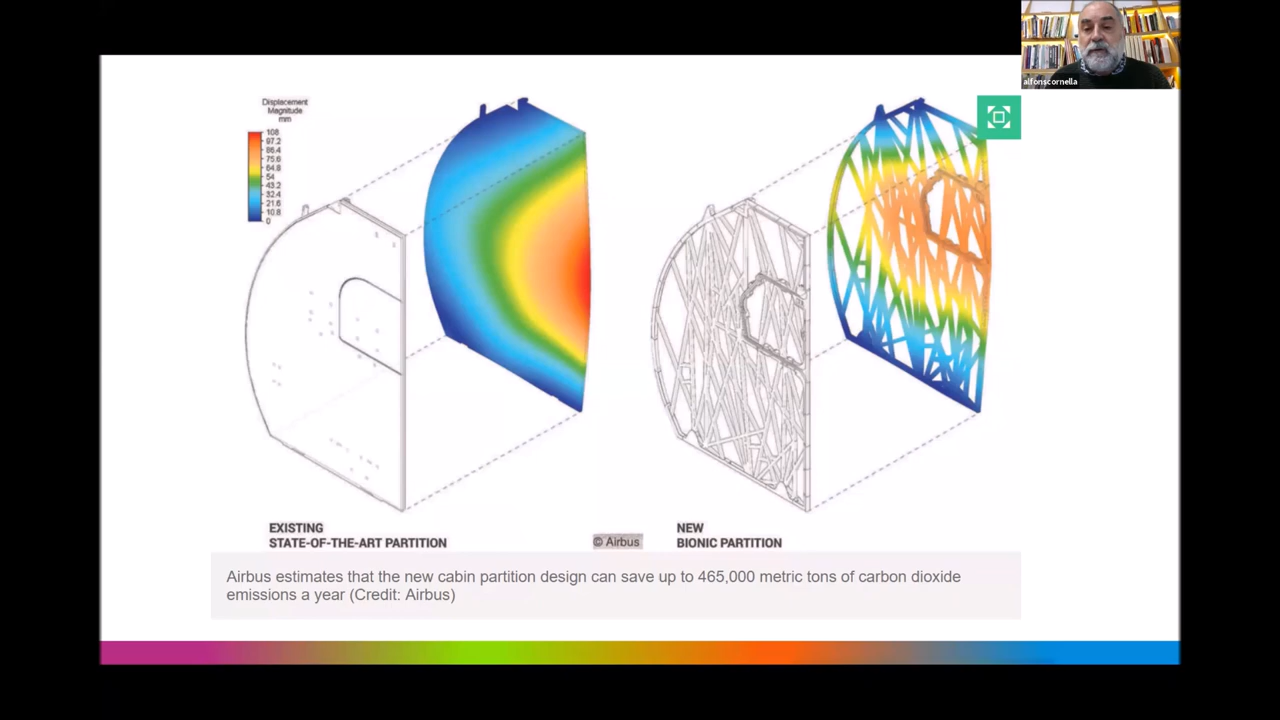 alfonscornella
Displacement
Magnitude
mm
108
97.2
86.4
75.6
64.8
54
43.2
32.4
21.6
10.8
0
EXISTING
STATE-OF-THE-ART PARTITION
© Airbus
NEW
BIONIC PARTITION
Airbus estimates that the new cabin partition design can save up to 465,000 metric tons of carbon dioxide
emissions a year (Credit: Airbus)